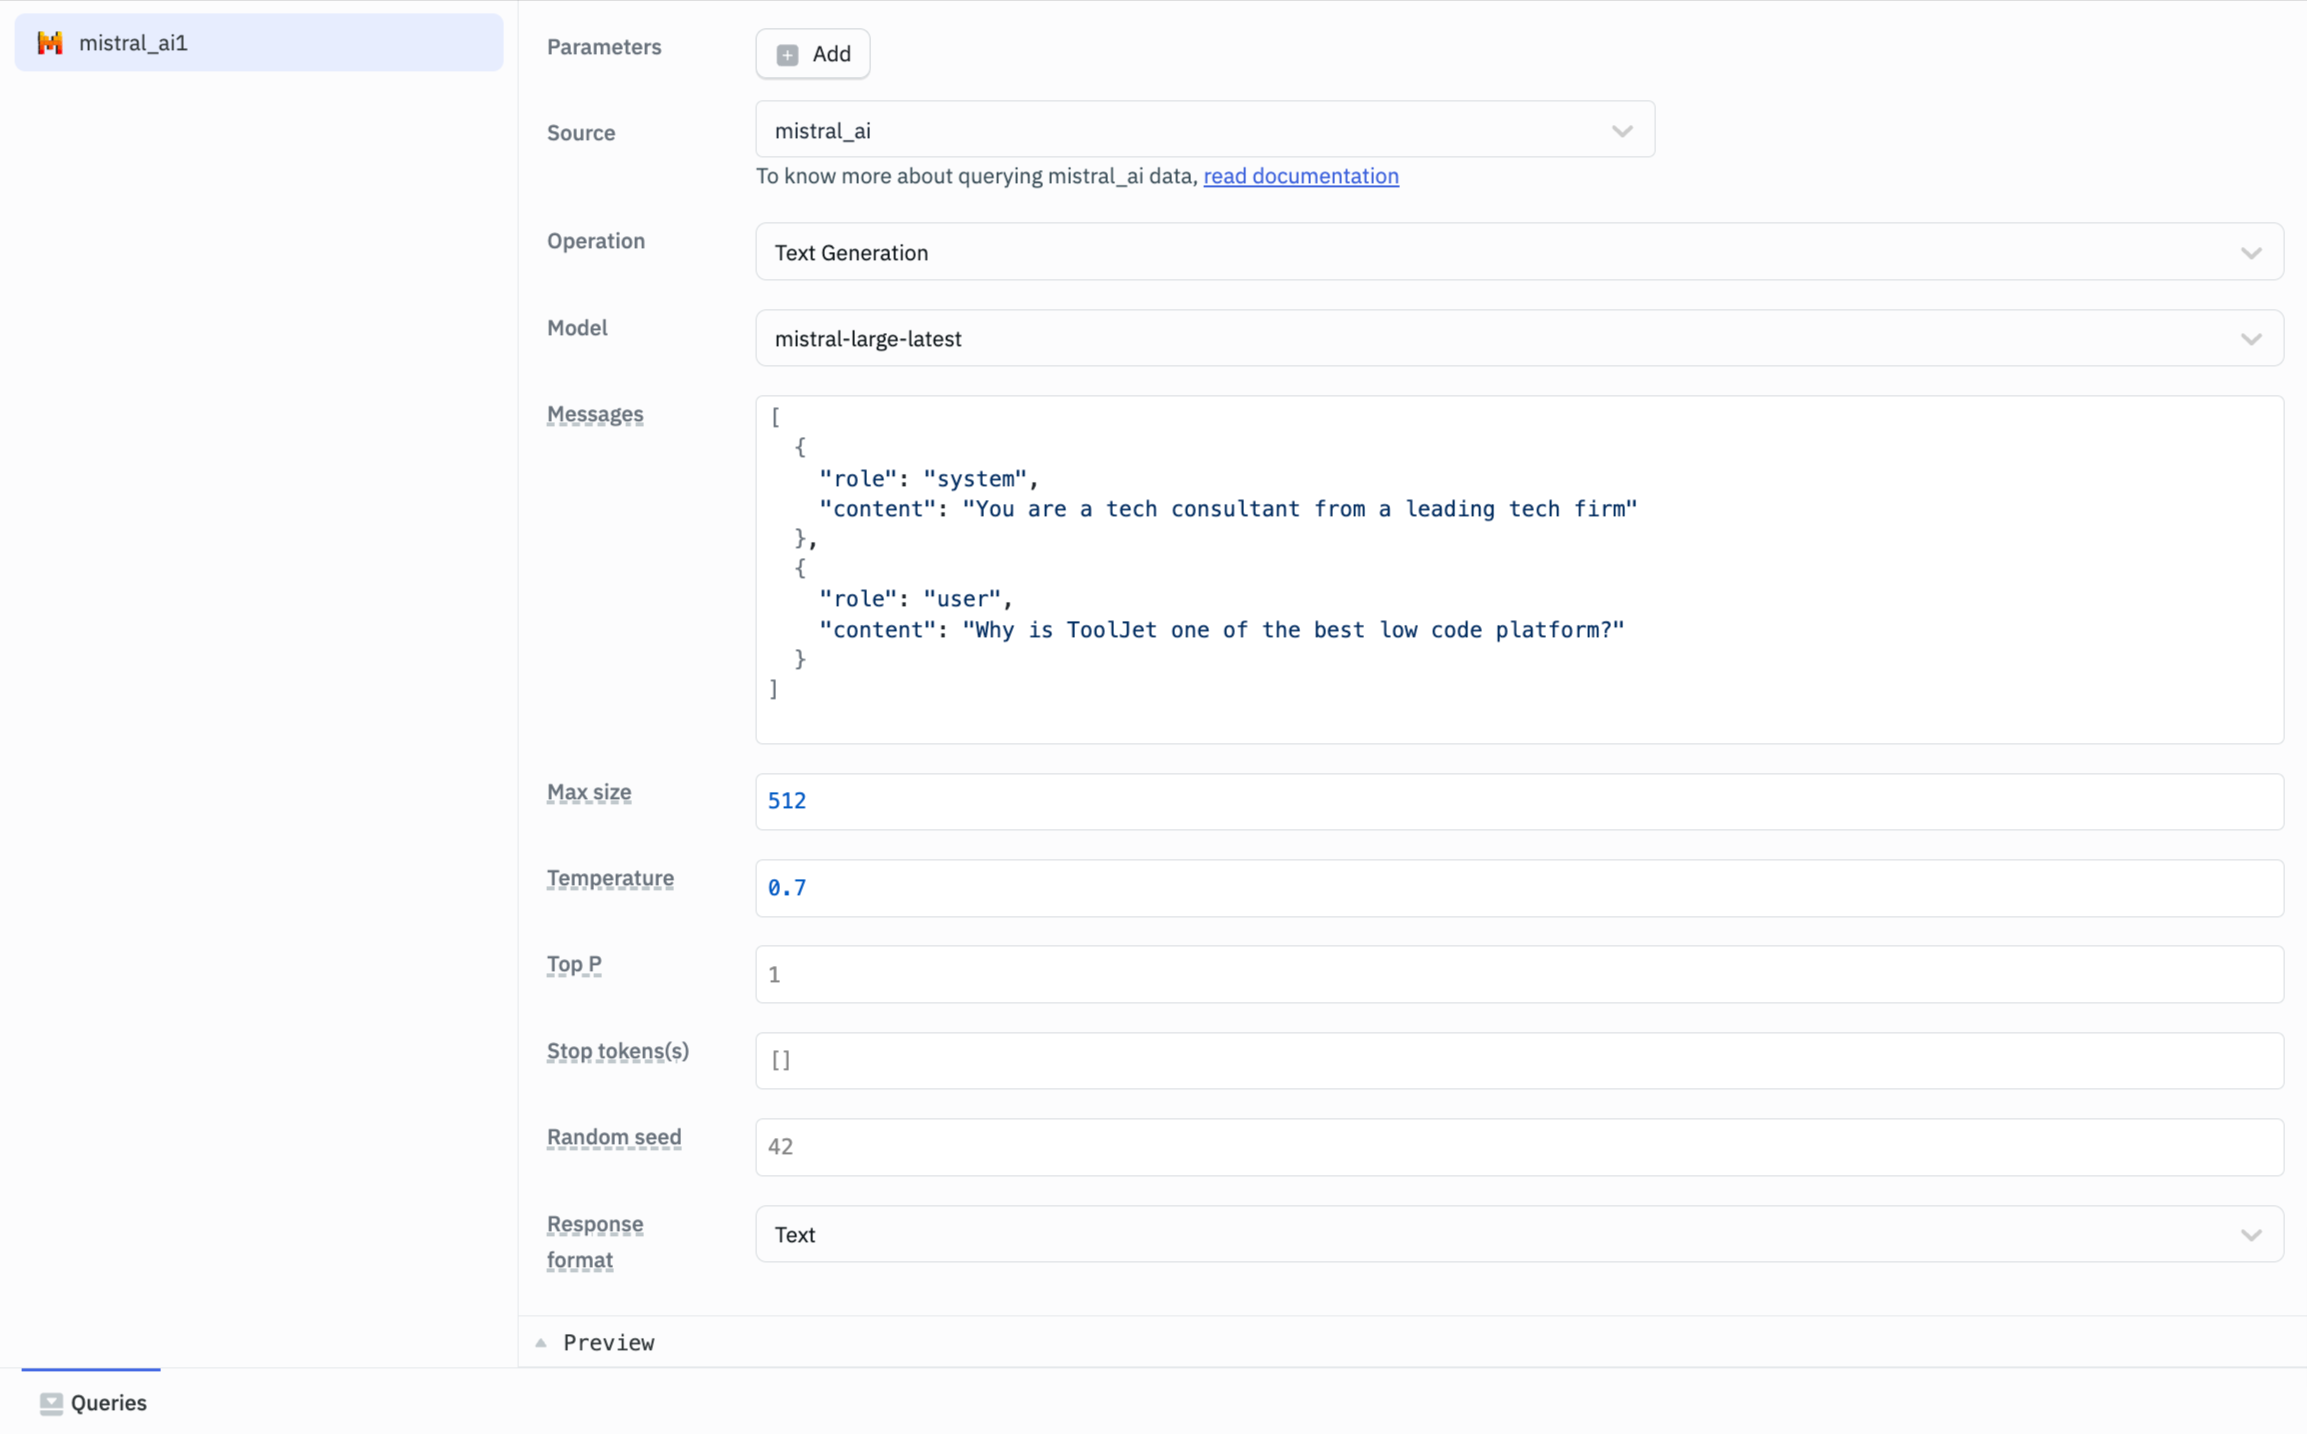 mistral_ai1
Parameters
Add
Source
mistral_ai
To know more about querying mistral_ai data, read documentation
Operation
Text Generation
Model
mistral-large-latest
Messages
[
  {
    "role": "system",
    "content": "You are a tech consultant from a leading tech firm"
  },
  {
    "role": "user",
    "content": "Why is ToolJet one of the best low code platform?"
  }
]
Max size
512
Temperature
0.7
Top P
1
Stop tokens(s)
[]
Random seed
42
Response
format
Text
Preview
Queries